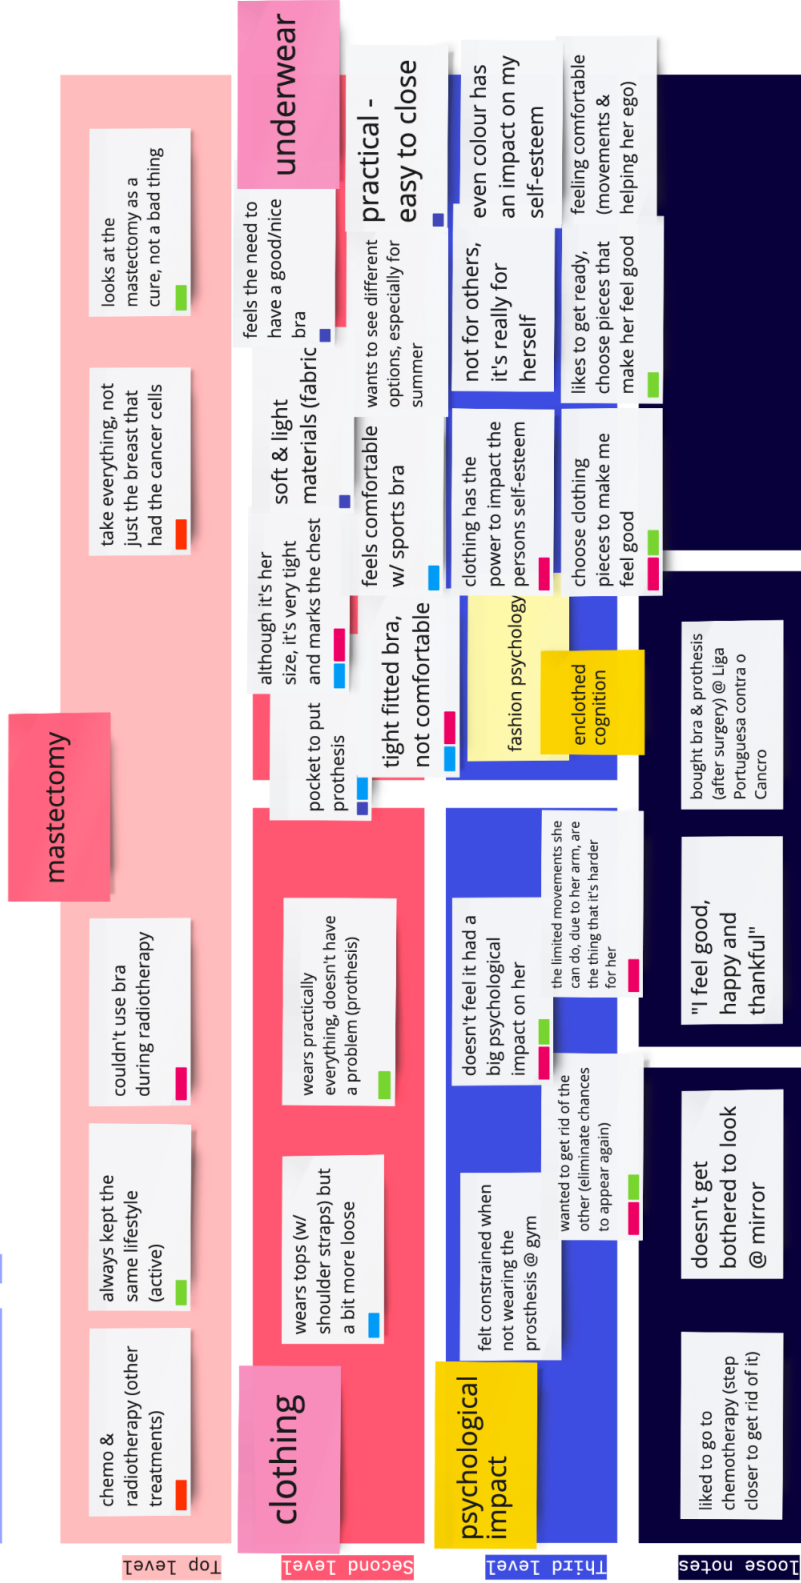 mastectomy
Top level
chemo &
radiotherapy (other
treatments)
always kept the
same lifestyle
(active)
couldn't use bra
during radiotherapy
take everything, not
just the breast that
had the cancer cells
looks at the
mastectomy as a
cure, not a bad thing
Second level
clothing
wears tops (w/
shoulder straps) but
a bit more loose
wears practically
everything, doesn't have
a problem (prothesis)
underwear
pocket to put
prothesis
although it's her
size, it's very tight
and marks the chest
soft & light
materials (fabric
feels the need to
have a good/nice
bra
tight fitted bra,
not comfortable
feels comfortable
w/ sports bra
wants to see different
options, especially for
summer
practical -
easy to close
Third level
psychological
impact
felt constrained when
not wearing the
prosthesis @ gym
doesn't feel it had a
big psychological
impact on her
wanted to get rid of the
other (eliminate chances
to appear again)
the limited movements she
can do, due to her arm, are
the thing that it's harder
for her
fashion psychology
enclothed
cognition
clothing has the
power to impact the
persons self-esteem
not for others,
it's really for
herself
even colour has
an impact on my
self-esteem
choose clothing
pieces to make me
feel good
likes to get ready,
choose pieces that
make her feel good
feeling comfortable
(movements &
helping her ego)
loose notes
liked to go to
chemotherapy (step
closer to get rid of it)
doesn't get
bothered to look
@ mirror
"I feel good,
happy and
thankful"
bought bra & prothesis
(after surgery) @ Liga
Portuguesa contra o
Cancro